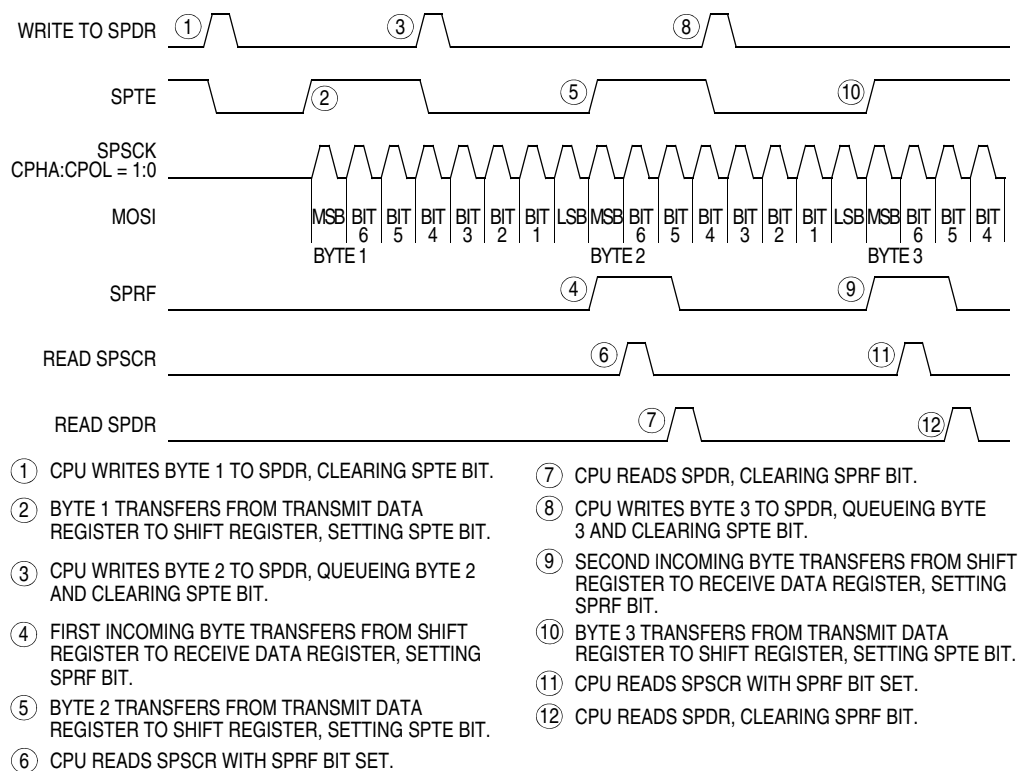 WRITE TO SPDR
1
3
8
SPTE
2
5
10
SPSCK
CPHA:CPOL = 1:0
MOSI
MSB BIT BIT BIT BIT BIT BIT LSB MSB BIT BIT BIT BIT BIT BIT LSB MSB BIT BIT BIT
6 5 4 3 2 1 6 5 4 3 2 1 6 5 4
BYTE 1 BYTE 2 BYTE 3
SPRF
4
9
READ SPSCR
6
11
READ SPDR
7
12
1 CPU WRITES BYTE 1 TO SPDR, CLEARING SPTE BIT.
2 BYTE 1 TRANSFERS FROM TRANSMIT DATA
REGISTER TO SHIFT REGISTER, SETTING SPTE BIT.
3 CPU WRITES BYTE 2 TO SPDR, QUEUEING BYTE 2
AND CLEARING SPTE BIT.
4 FIRST INCOMING BYTE TRANSFERS FROM SHIFT
REGISTER TO RECEIVE DATA REGISTER, SETTING
SPRF BIT.
5 BYTE 2 TRANSFERS FROM TRANSMIT DATA
REGISTER TO SHIFT REGISTER, SETTING SPTE BIT.
6 CPU READS SPSCR WITH SPRF BIT SET.
7 CPU READS SPDR, CLEARING SPRF BIT.
8 CPU WRITES BYTE 3 TO SPDR, QUEUEING BYTE
3 AND CLEARING SPTE BIT.
9 SECOND INCOMING BYTE TRANSFERS FROM SHIFT
REGISTER TO RECEIVE DATA REGISTER, SETTING
SPRF BIT.
10 BYTE 3 TRANSFERS FROM TRANSMIT DATA
REGISTER TO SHIFT REGISTER, SETTING SPTE BIT.
11 CPU READS SPSCR WITH SPRF BIT SET.
12 CPU READS SPDR, CLEARING SPRF BIT.